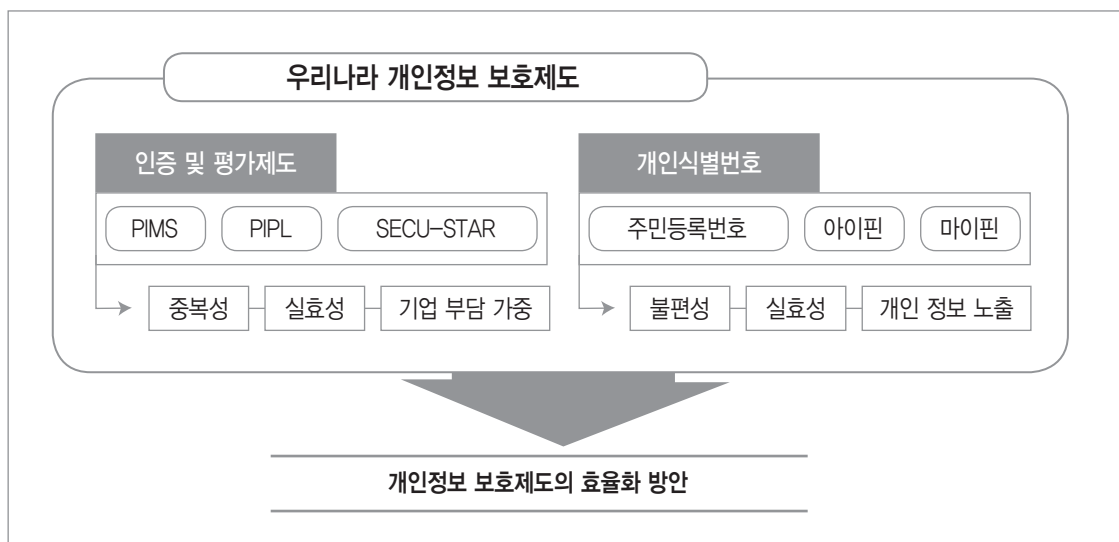 우리나라 개인정보 보호제도
인증 및 평가제도
PIMS PIPL SECU-STAR
중복성 실효성 기업 부담 가중
개인식별번호
주민등록번호 아이핀 마이핀
불편성 실효성 개인 정보 노출
개인정보 보호제도의 효율화 방안